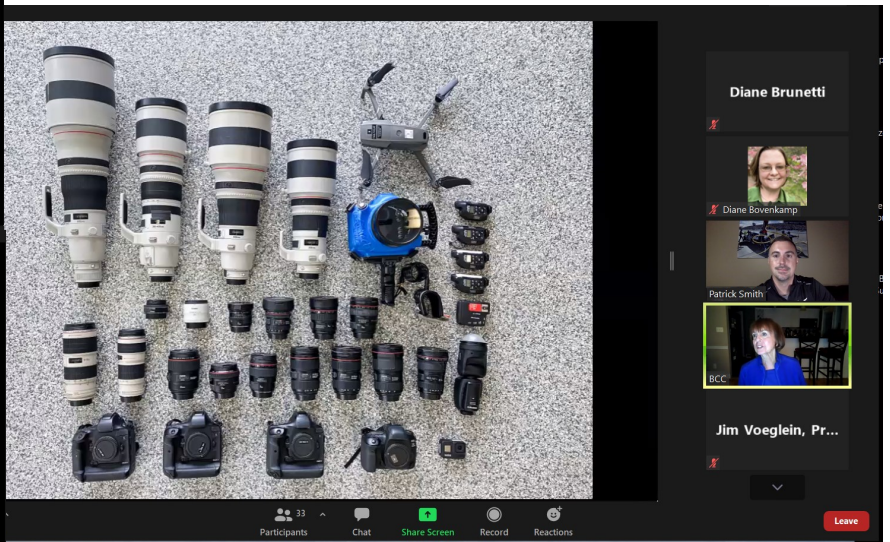 Diane Brunetti
Diane Bovenkamp
Patrick Smith
BCC
Jim Voeglein, Pr...
33
Participants
Chat
Share Screen
Record
Reactions
Leave